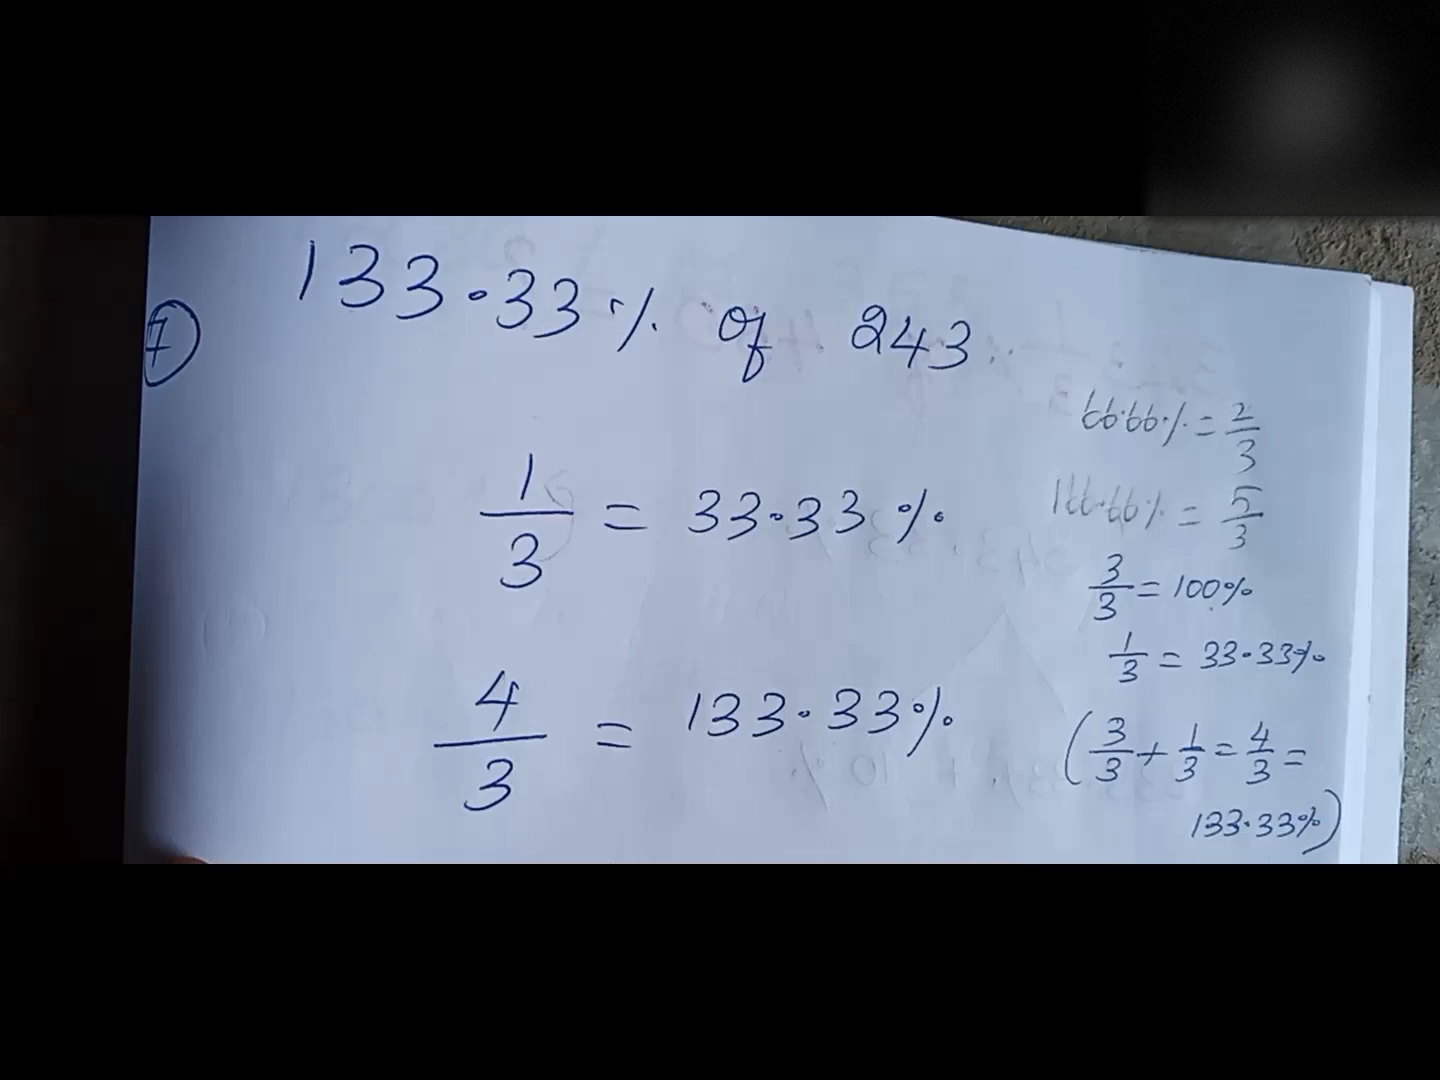 133.33% of 243
7
66.66% = 2/3
1/3 = 33.33%
166.66% = 5/3
3/3 = 100%
1/3 = 33.33%
4/3 = 133.33%
(3/3 + 1/3 = 4/3 =
133.33%)